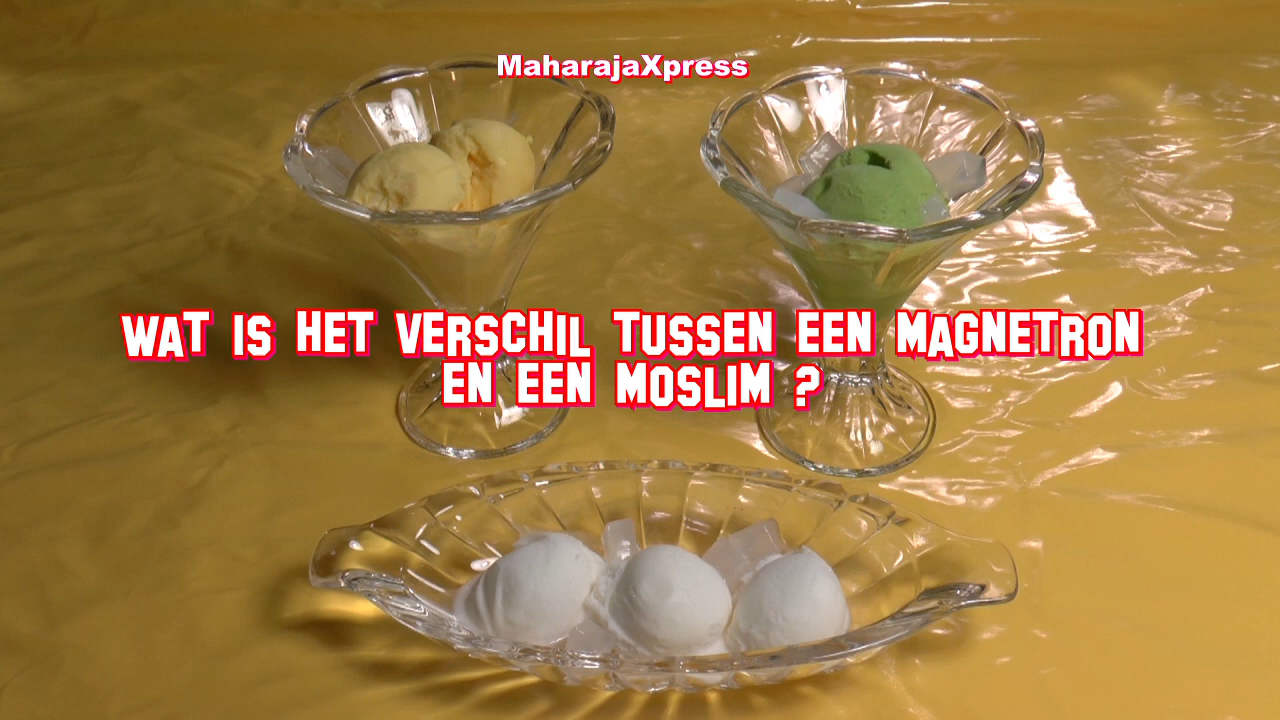 MaharajaXpress
WAT IS HET VERSCHIL TUSSEN EEN MAGNETRON
EN EEN MOSLIM ?